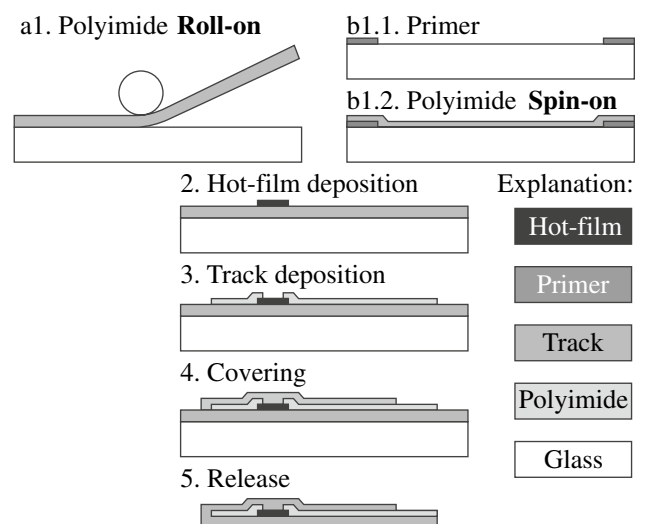 a1. Polyimide Roll-on
b1.1. Primer
b1.2. Polyimide Spin-on
2. Hot-film deposition
3. Track deposition
4. Covering
5. Release
Explanation:
Hot-film
Primer
Track
Polyimide
Glass